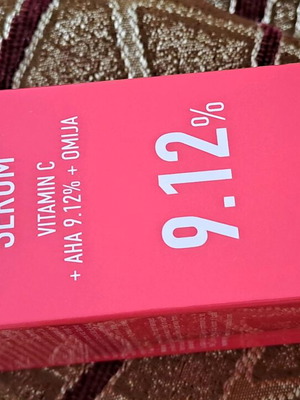 SERUM
VITAMIN C
+ AHA 9.12% + OMIJA
9.12%